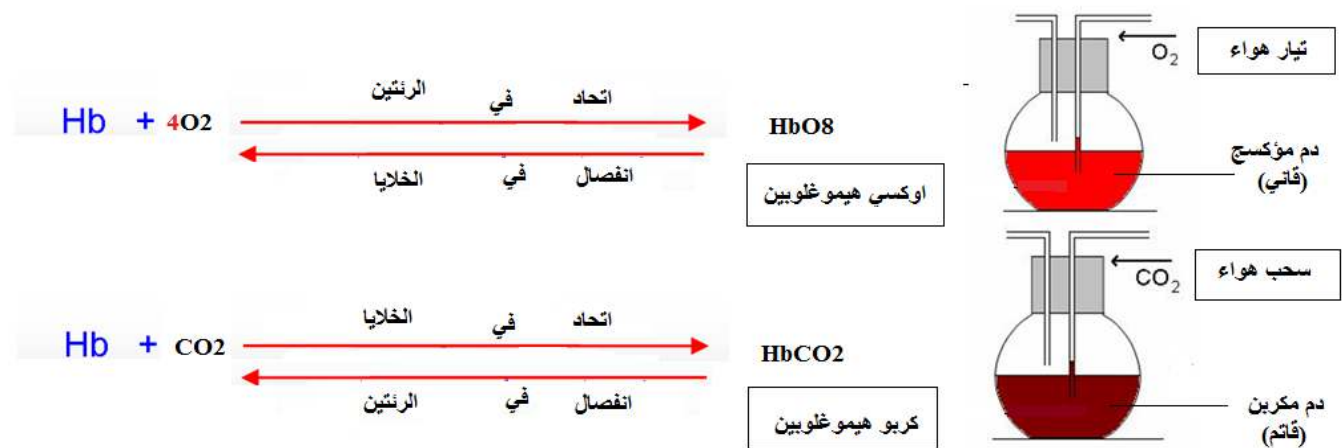 اتحاد في الرئتين
Hb + 4O2
HbO8
انفصال في الخلايا
اوكسي هيموغلوبين
تيار هواء
O2
دم مؤكسج
(قاني)
اتحاد في الخلايا
Hb + CO2
HbCO2
انفصال في الرئتين
كربو هيموغلوبين
سحب هواء
CO2
دم مكربن
(قاتم)